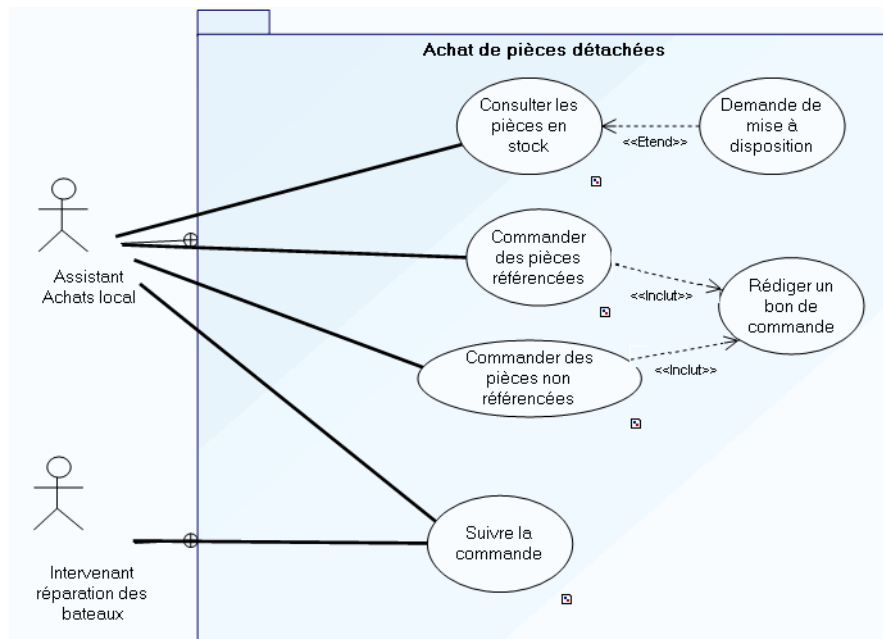 Achat de pièces détachées
Consulter les
pièces en
stock
<<Etend>>
Demande de
mise à
disposition
Assistant
Achats local
Commander
des pièces
référencées
<<Inclut>>
Rédiger un
bon de
commande
Commander des
pièces non
référencées
<<Inclut>>
Suivre la
commande
Intervenant
réparation des
bateaux